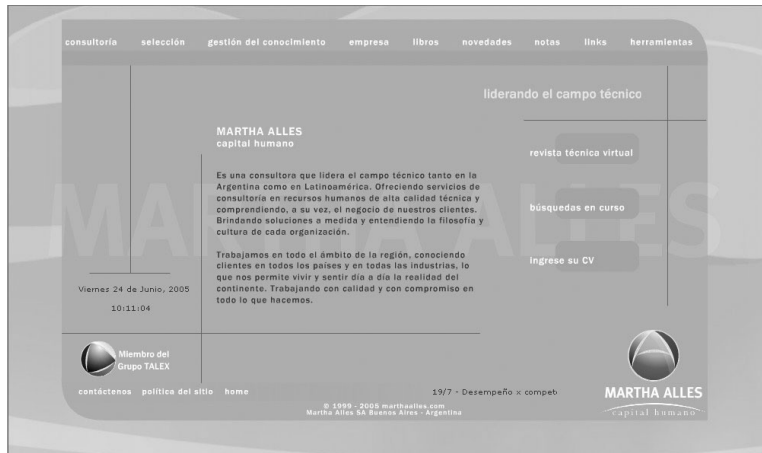 consultoría selección gestión del conocimiento empresa libros novedades notas links herramientas
liderando el campo técnico
MARTHA ALLES
MARTHA ALLES
capital humano
Es una consultora que lidera el campo técnico tanto en la
Argentina como en Latinoamérica. Ofreciendo servicios de
consultoría en recursos humanos de alta calidad técnica y
comprendiendo, a su vez, el negocio de nuestros clientes.
Brindando soluciones a medida y entendiendo la filosofía y
cultura de cada organización.
Trabajamos en todo el ámbito de la región, conociendo
clientes en todos los países y en todas las industrias, lo
que nos permite vivir y sentir día a día la realidad del
continente. Trabajando con calidad y con compromiso en
todo lo que hacemos.
revista técnica virtual
búsquedas en curso
ingrese su CV
Viernes 24 de Junio, 2005
10:11:04
Miembro del
Grupo TALEX
contáctenos política del sitio home
19/7 - Desempeño x compet
© 1999 - 2005 marthaalles.com
Martha Alles SA Buenos Aires - Argentina
MARTHA ALLES
capital humano